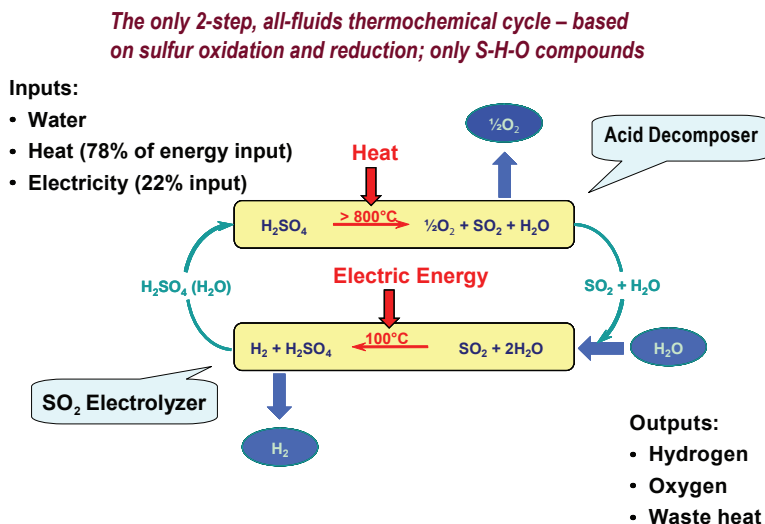 The only 2-step, all-fluids thermochemical cycle – based
on sulfur oxidation and reduction; only S-H-O compounds
Inputs:
• Water
• Heat (78% of energy input)
• Electricity (22% input)
½O₂
Acid Decomposer
Heat
H₂SO₄
> 800°C
½O₂ + SO₂ + H₂O
H₂SO₄ (H₂O)
Electric Energy
SO₂ + H₂O
H₂ + H₂SO₄
100°C
SO₂ + 2H₂O
H₂O
SO₂ Electrolyzer
H₂
Outputs:
• Hydrogen
• Oxygen
• Waste heat